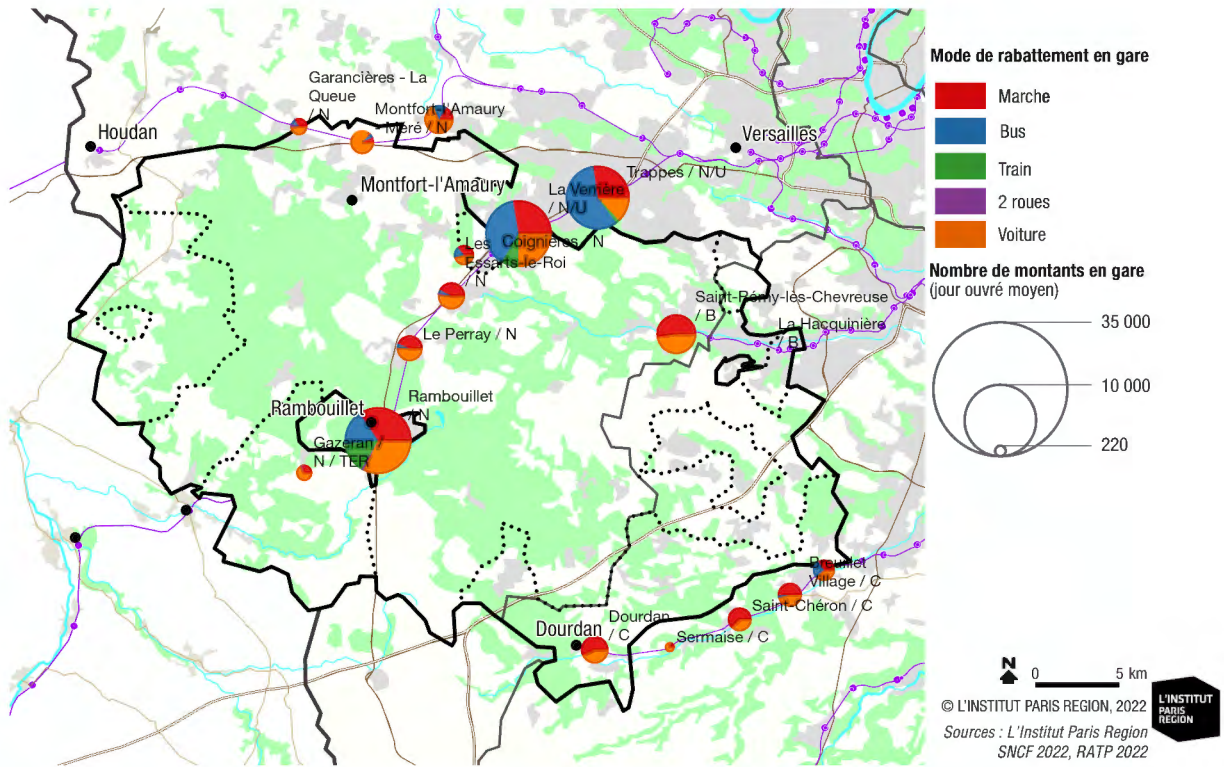 Garancières - La
Queue
/ N
Montfort-l'Amaury
- Méré / N
Houdan
Versailles
Montfort-l'Amaury
Trappes / N/U
La Verrière
/ N/U
Coignières / N
Les
Essarts-le-Roi
/ N
Saint-Rémy-lès-Chevreuse
/ B
La Hacquinière
/ B
Le Perray / N
Rambouillet
Rambouillet
/ N
Gazeran /
N / TER
Breuillet
Village / C
Saint-Chéron / C
Dourdan
Dourdan
/ C
Sermaise / C
Mode de rabattement en gare
Marche
Bus
Train
2 roues
Voiture
Nombre de montants en gare
(jour ouvré moyen)
35 000
10 000
220
N
0 5 km
© L'INSTITUT PARIS REGION, 2022
Sources : L'Institut Paris Region
SNCF 2022, RATP 2022
L'INSTITUT
PARIS
REGION